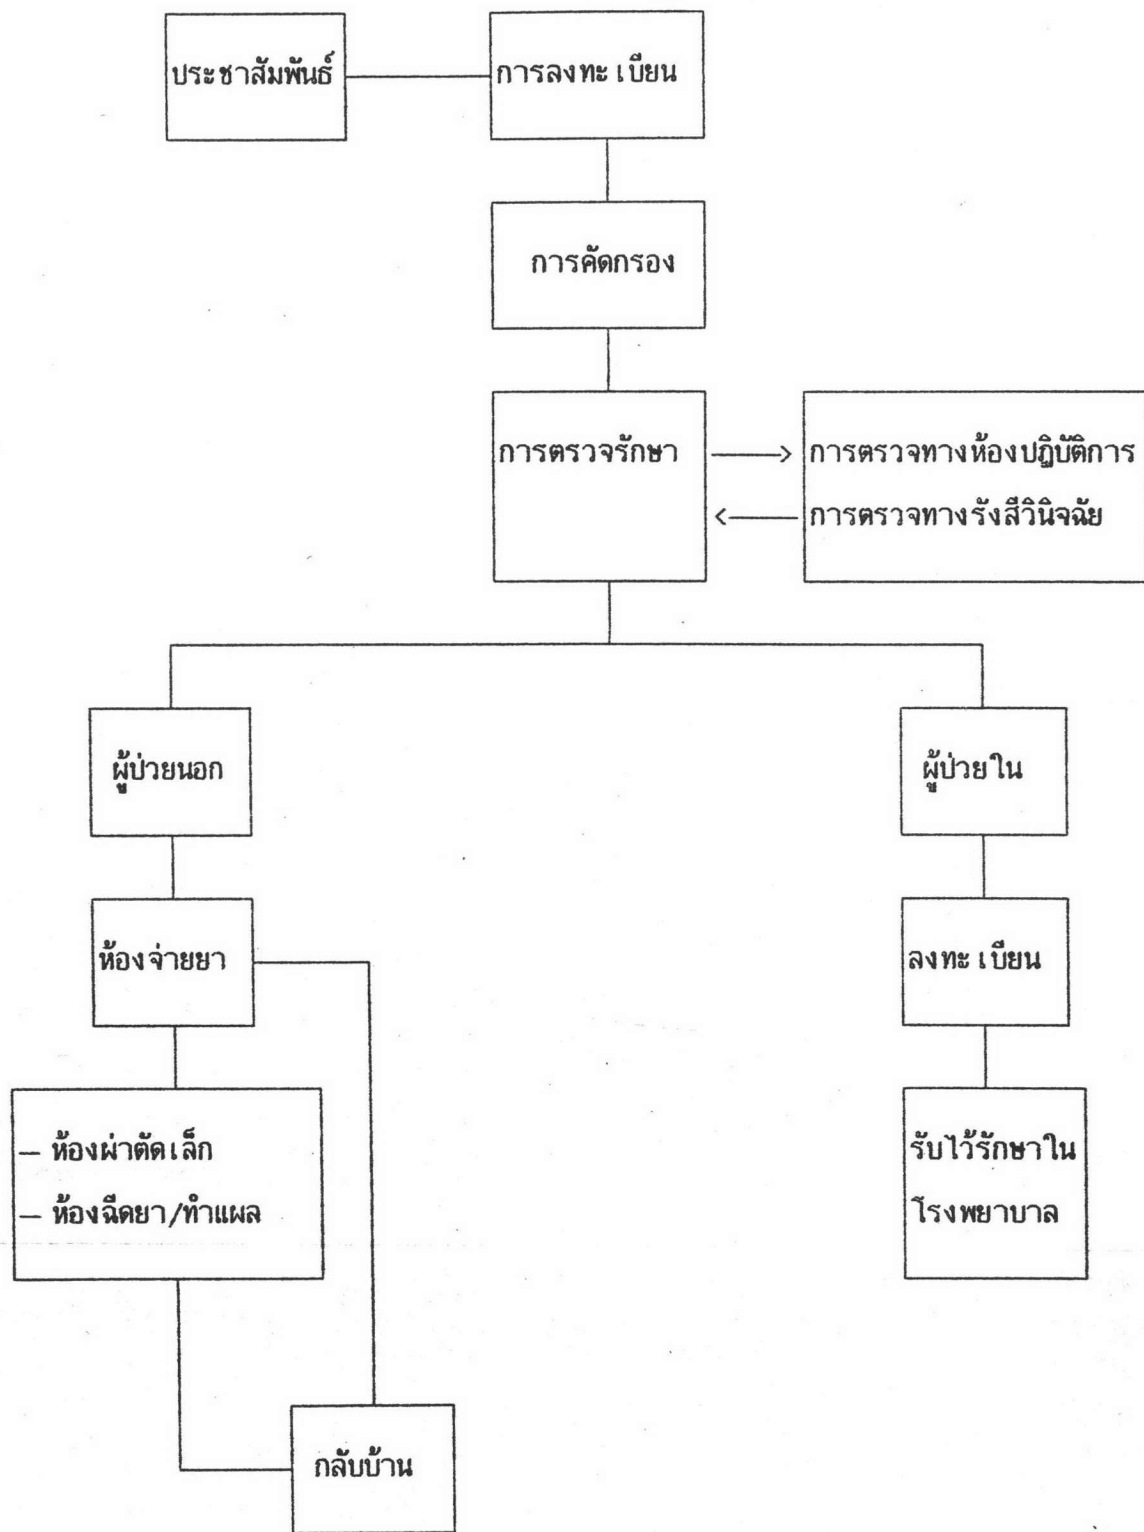 ประชาสัมพันธ์
การลงทะเบียน
การคัดกรอง
การตรวจรักษา
การตรวจทางห้องปฎิบัติการ
การตรวจทางรังสีวินิจฉัย
ผู้ป่วยนอก
ผู้ป่วยใน
ห้องจ่ายยา
ลงทะเบียน
– ห้องผ่าตัดเล็ก
– ห้องฉีดยา/ทำแผล
รับไว้รักษาใน
โรงพยาบาล
กลับบ้าน